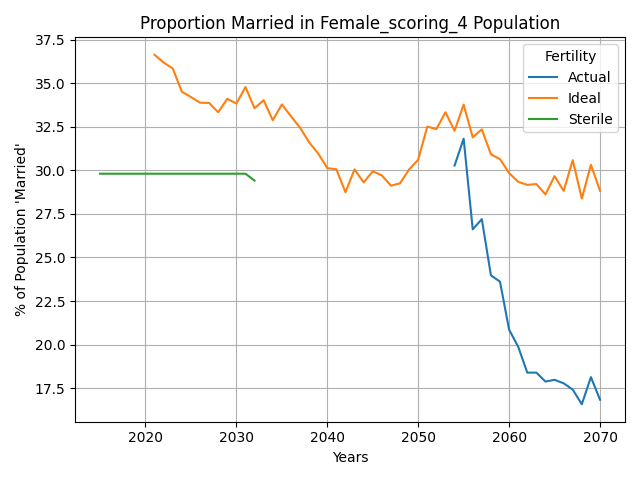 Proportion Married in Female_scoring_4 Population
% of Population 'Married'
37.5
35.0
32.5
30.0
27.5
25.0
22.5
20.0
17.5
Fertility
Actual
Ideal
Sterile
2020 2030 2040 2050 2060 2070
Years